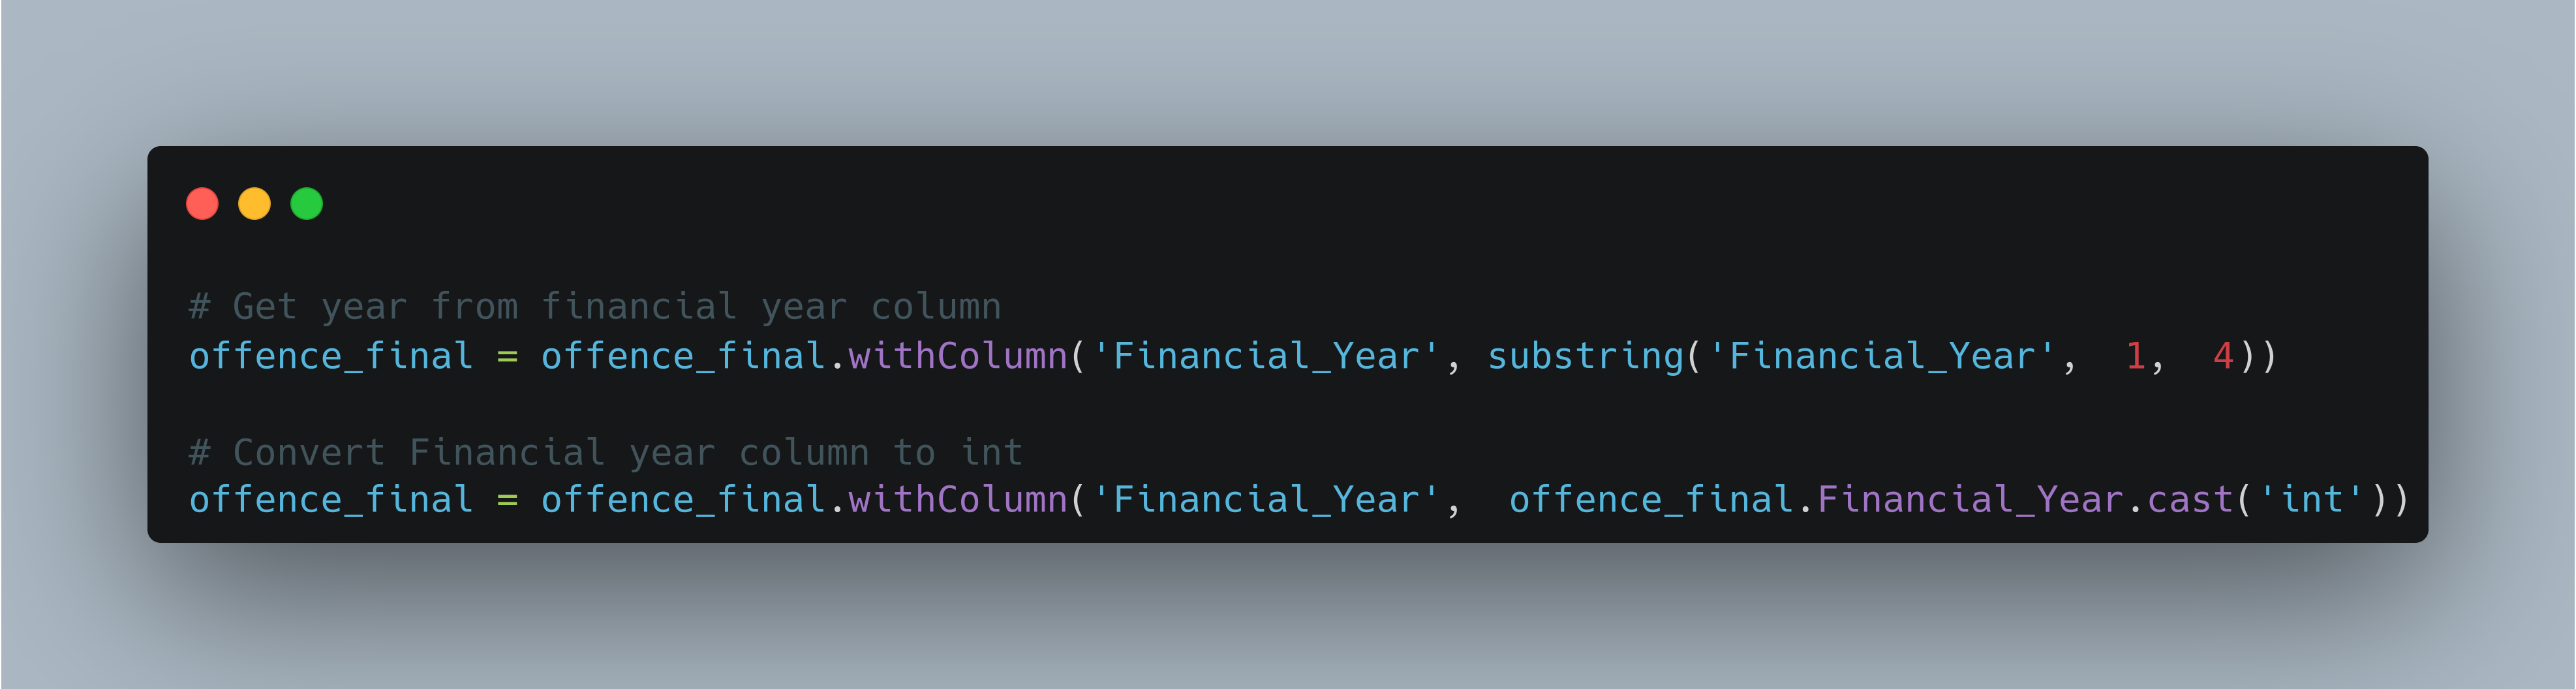 # Get year from financial year column
offence_final = offence_final.withColumn('Financial_Year', substring('Financial_Year',  1,  4))
# Convert Financial year column to int
offence_final = offence_final.withColumn('Financial_Year',  offence_final.Financial_Year.cast('int'))